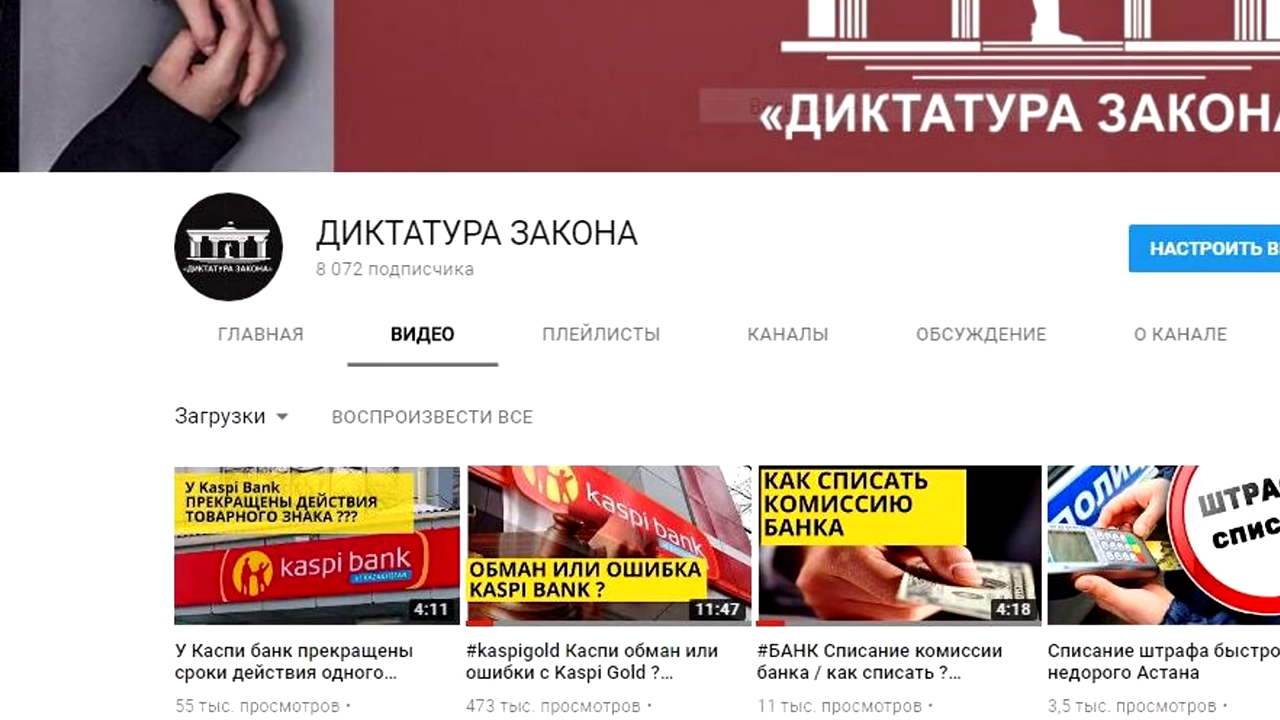 «ДИКТАТУРА ЗАКОНА
«ДИКТАТУРА ЗАКОНА»
ДИКТАТУРА ЗАКОНА
8 072 подписчика
НАСТРОИТЬ
ГЛАВНАЯ
ВИДЕО
ПЛЕЙЛИСТЫ
КАНАЛЫ
ОБСУЖДЕНИЕ
О КАНАЛЕ
Загрузки
ВОСПРОИЗВЕСТИ ВСЕ
У Kaspi Bank
ПРЕКРАЩЕНЫ ДЕЙСТВИЯ
ТОВАРНОГО ЗНАКА ???
kaspi bank
4:11
У Каспи банк прекращены
сроки действия одного...
55 тыс. просмотров •
kaspi bank
ОБМАН ИЛИ ОШИБКА
KASPI BANK ?
11:47
#kaspigold Каспи обман или
ошибки с Kaspi Gold ?...
473 тыс. просмотров •
КАК СПИСАТЬ
КОМИССИЮ
БАНКА
4:18
#БАНК Списание комиссии
банка / как списать ?...
11 тыс. просмотров •
Списание штрафа быстро
недорого Астана
3,5 тыс. просмотров •